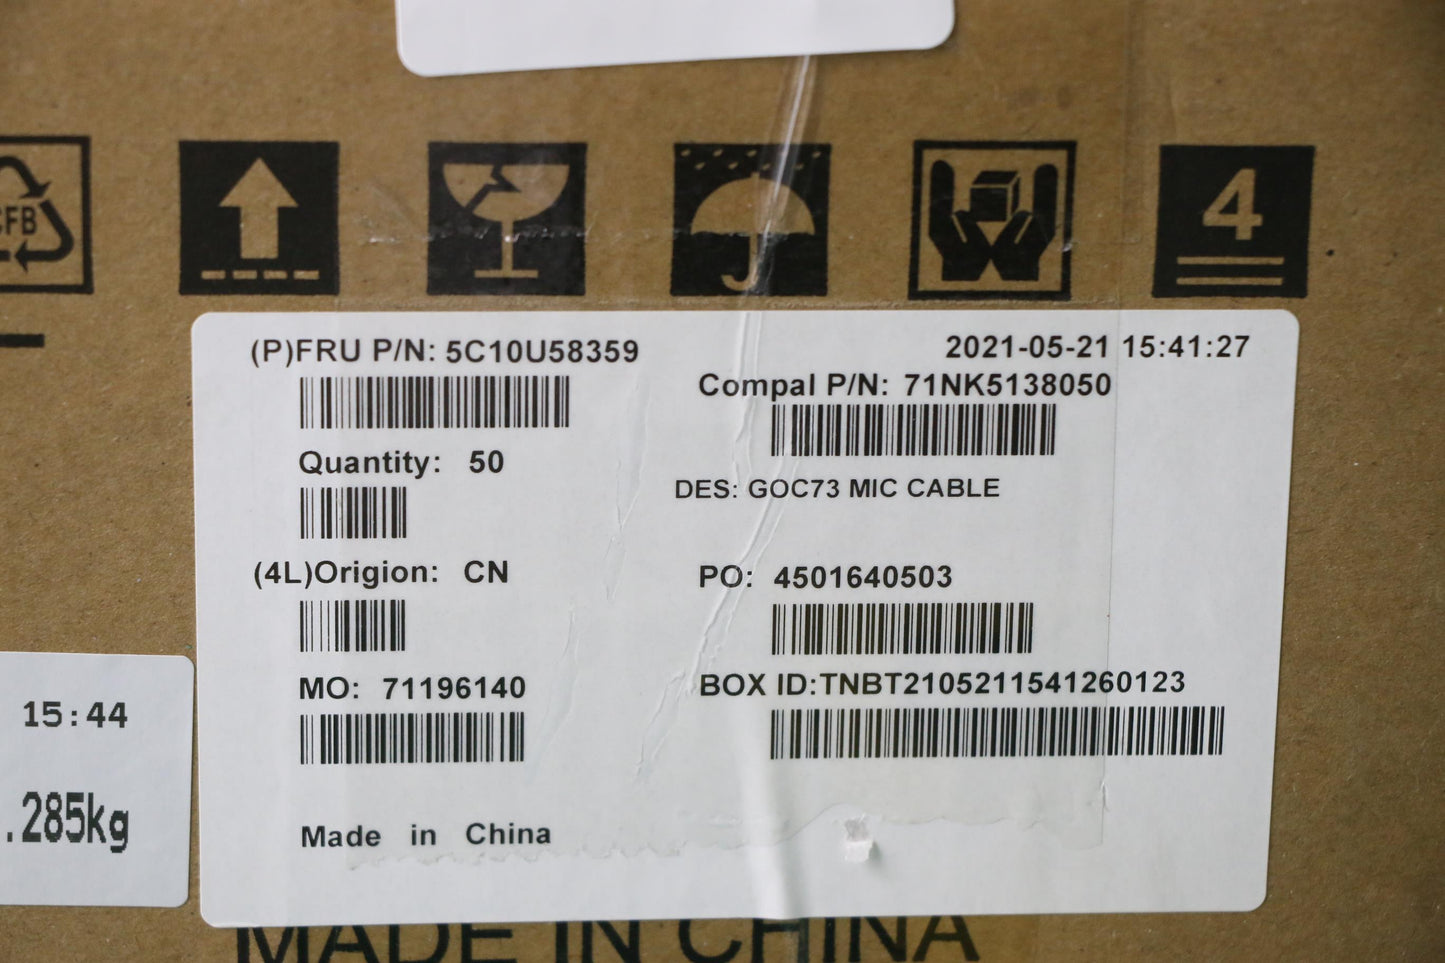 CFB
4
(P)FRU P/N: 5C10U58359
2021-05-21 15:41:27
Compal P/N: 71NK5138050
Quantity: 50
DES: GOC73 MIC CABLE
(4L)Origion: CN
PO: 4501640503
MO: 71196140
BOX ID:TNBT2105211541260123
Made in China
15:44
.285kg
MADE IN CHINA